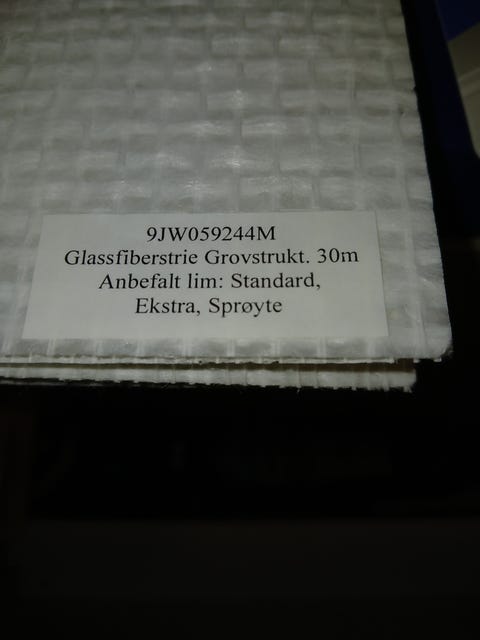 9JW059244M
Glassfiberstrie Grovstrukt. 30m
Anbefalt lim: Standard,
Ekstra, Sprøyte